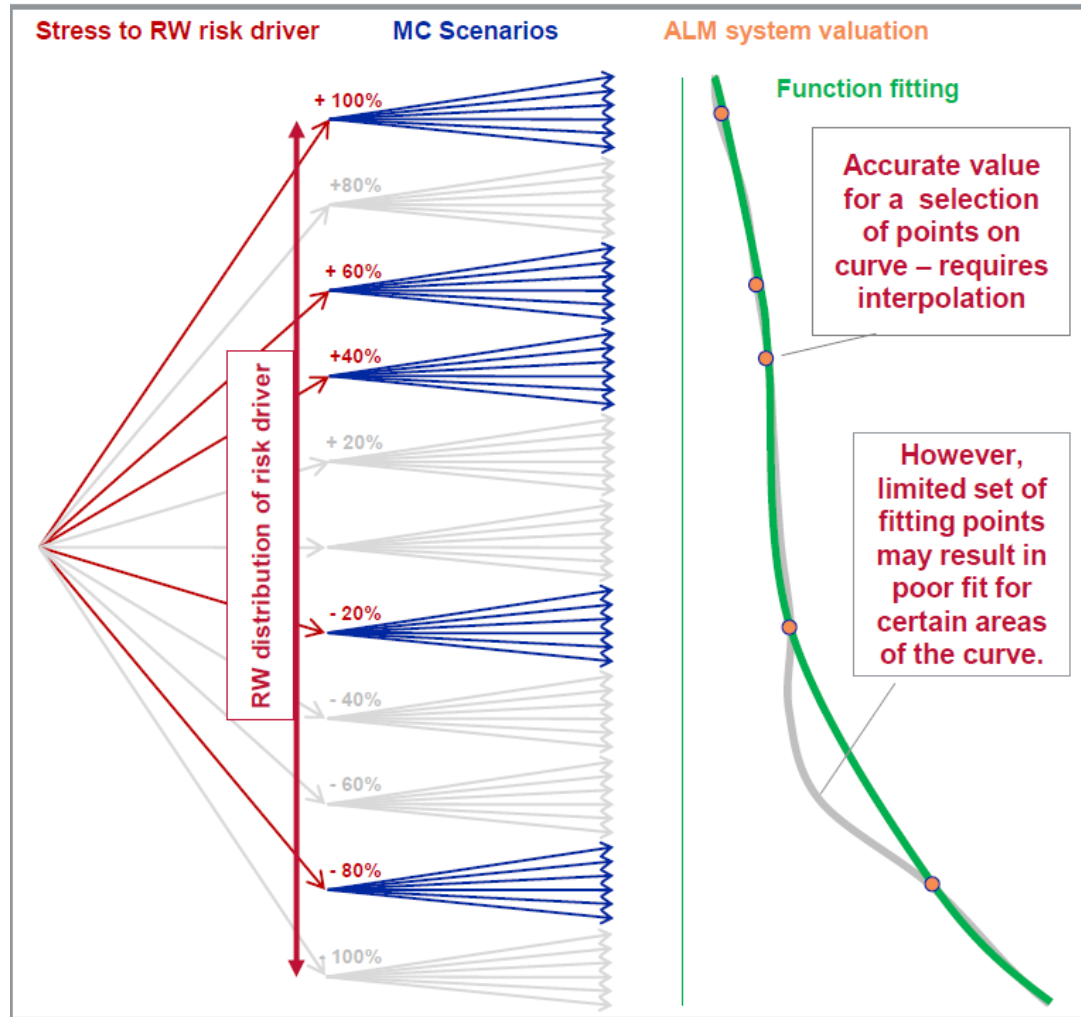 Stress to RW risk driver
MC Scenarios
ALM system valuation
Function fitting
+ 100%
+80%
+ 60%
+40%
+ 20%
- 20%
- 40%
- 60%
- 80%
- 100%
RW distribution of risk driver
Accurate value
for a selection
of points on
curve – requires
interpolation
However,
limited set of
fitting points
may result in
poor fit for
certain areas
of the curve.